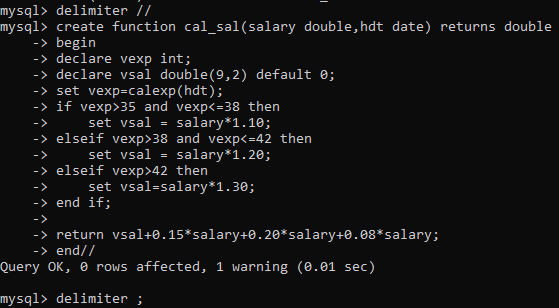 mysql> delimiter //
mysql> create function cal_sal(salary double,hdt date) returns double
    -> begin
    -> declare vexp int;
    -> declare vsal double(9,2) default 0;
    -> set vexp=calexp(hdt);
    -> if vexp>35 and vexp<=38 then
    ->     set vsal = salary*1.10;
    -> elseif vexp>38 and vexp<=42 then
    ->     set vsal = salary*1.20;
    -> elseif vexp>42 then
    ->     set vsal=salary*1.30;
    -> end if;
    ->
    -> return vsal+0.15*salary+0.20*salary+0.08*salary;
    -> end//
Query OK, 0 rows affected, 1 warning (0.01 sec)

mysql> delimiter ;